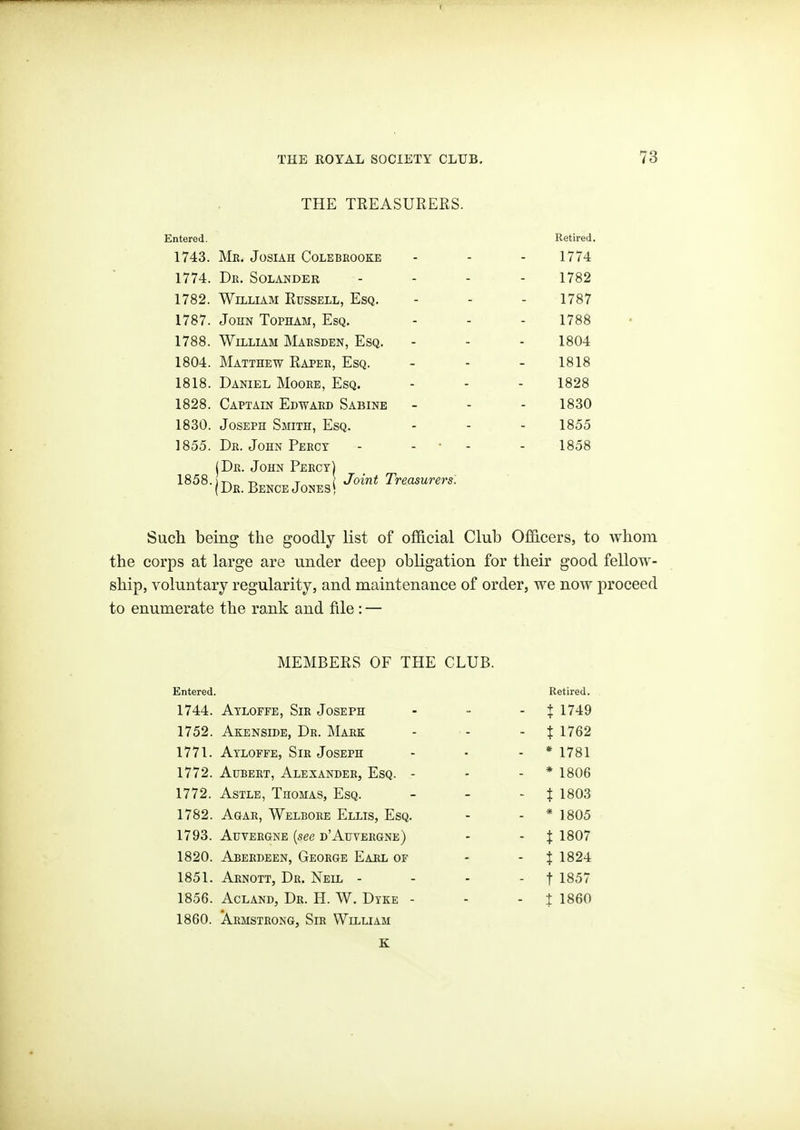 THE ROYAL SOCIETY CLUB. 73
THE TREASURERS.
Entered. Retired.
1743. Mr. Josiah Colebrooke - - - 1774
1774. Dr. Solander - - - - 1782
1782. William Russell, Esq. - - - 1787
1787. John Topham, Esq. - - - 1788
1788. William Marsden, Esq. - - - 1804
1804. Matthew Raper, Esq. - - - 1818
1818. Daniel Moore, Esq. - - - 1828
1828. Captain Edward Sabine - - - 1830
1830. Joseph Smith, Esq. - - - 1855
1855. Dr. John Percy - - - - 1858
1858. {Dr. John Percy}
{Dr. Bence Jones} Joint Treasurers.
Such being the goodly list of official Club Officers, to whom
the corps at large are under deep obligation for their good fellow-
ship, voluntary regularity, and maintenance of order, we now proceed
to enumerate the rank and file : —
MEMBERS OF THE CLUB.
Entered. Retired.
1744. Ayloffe, Sir Joseph - - - ‡ 1749
1752. Akenside, Dr. Mark - - - ‡ 1762
1771. Ayloffe, Sir Joseph - - - * 1781
1772. Aubert, Alexander, Esq. - - - * 1806
1772. Astle, Thomas, Esq. - - - ‡ 1803
1782. Agar, Welbore Ellis, Esq. - - * 1805
1793. Auvergne (see d'Auvergne) - - ‡ 1807
1820. Aberdeen, George Earl of - - ‡ 1824
1851. Arnott, Dr. Neil - - - - † 1857
1856. Acland, Dr. H. W. Dyke - - - ‡ 1860
1860. Armstrong, Sir William
K